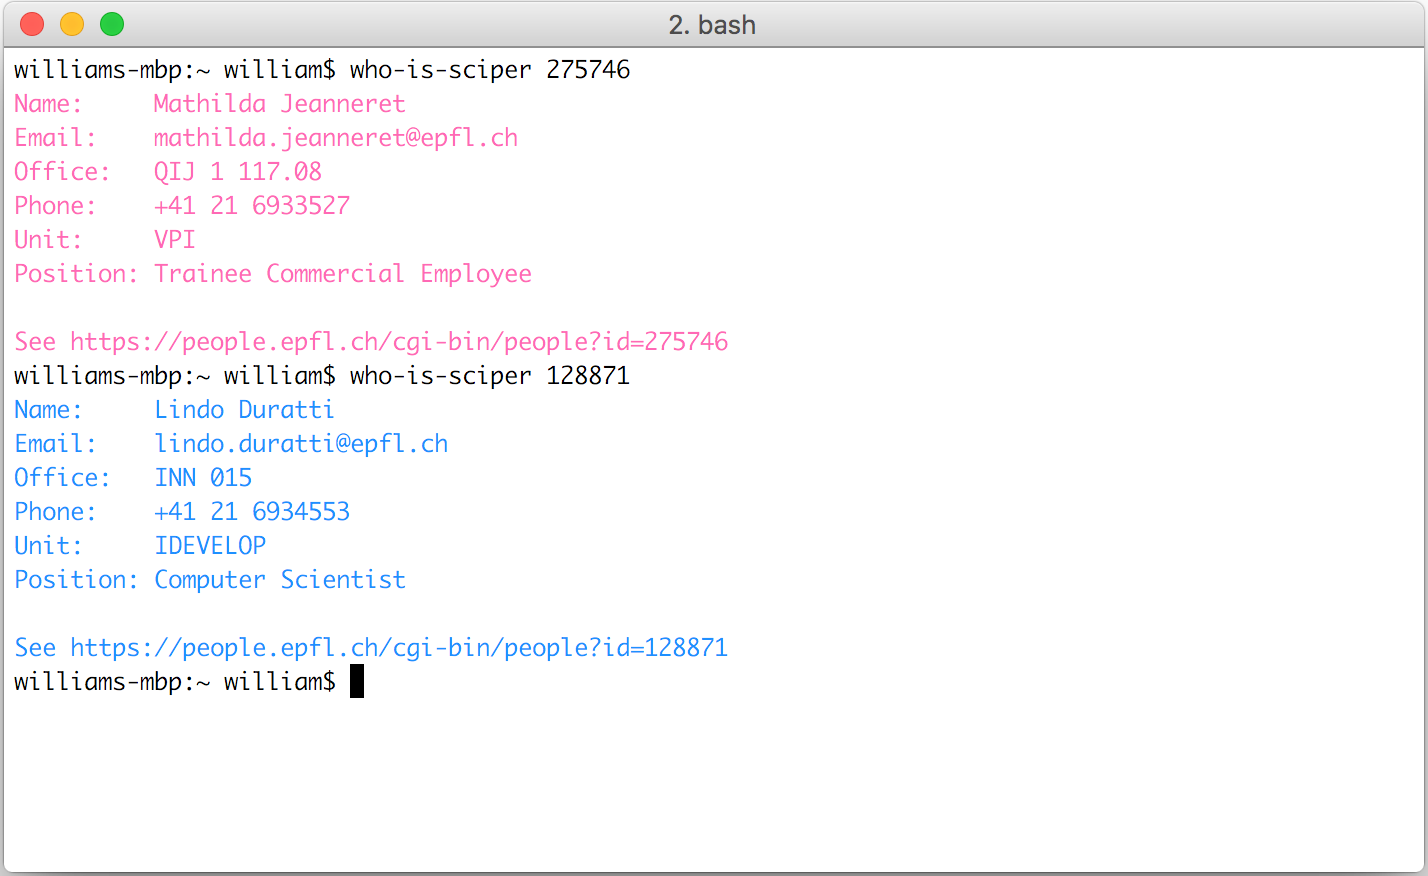 2. bash
williams-mbp:~ william$ who-is-sciper 275746
Name:     Mathilda Jeanneret
Email:    mathilda.jeanneret@epfl.ch
Office:   QIJ 1 117.08
Phone:    +41 21 6933527
Unit:     VPI
Position: Trainee Commercial Employee
See https://people.epfl.ch/cgi-bin/people?id=275746
williams-mbp:~ william$ who-is-sciper 128871
Name:     Lindo Duratti
Email:    lindo.duratti@epfl.ch
Office:   INN 015
Phone:    +41 21 6934553
Unit:     IDEVELOP
Position: Computer Scientist
See https://people.epfl.ch/cgi-bin/people?id=128871
williams-mbp:~ william$